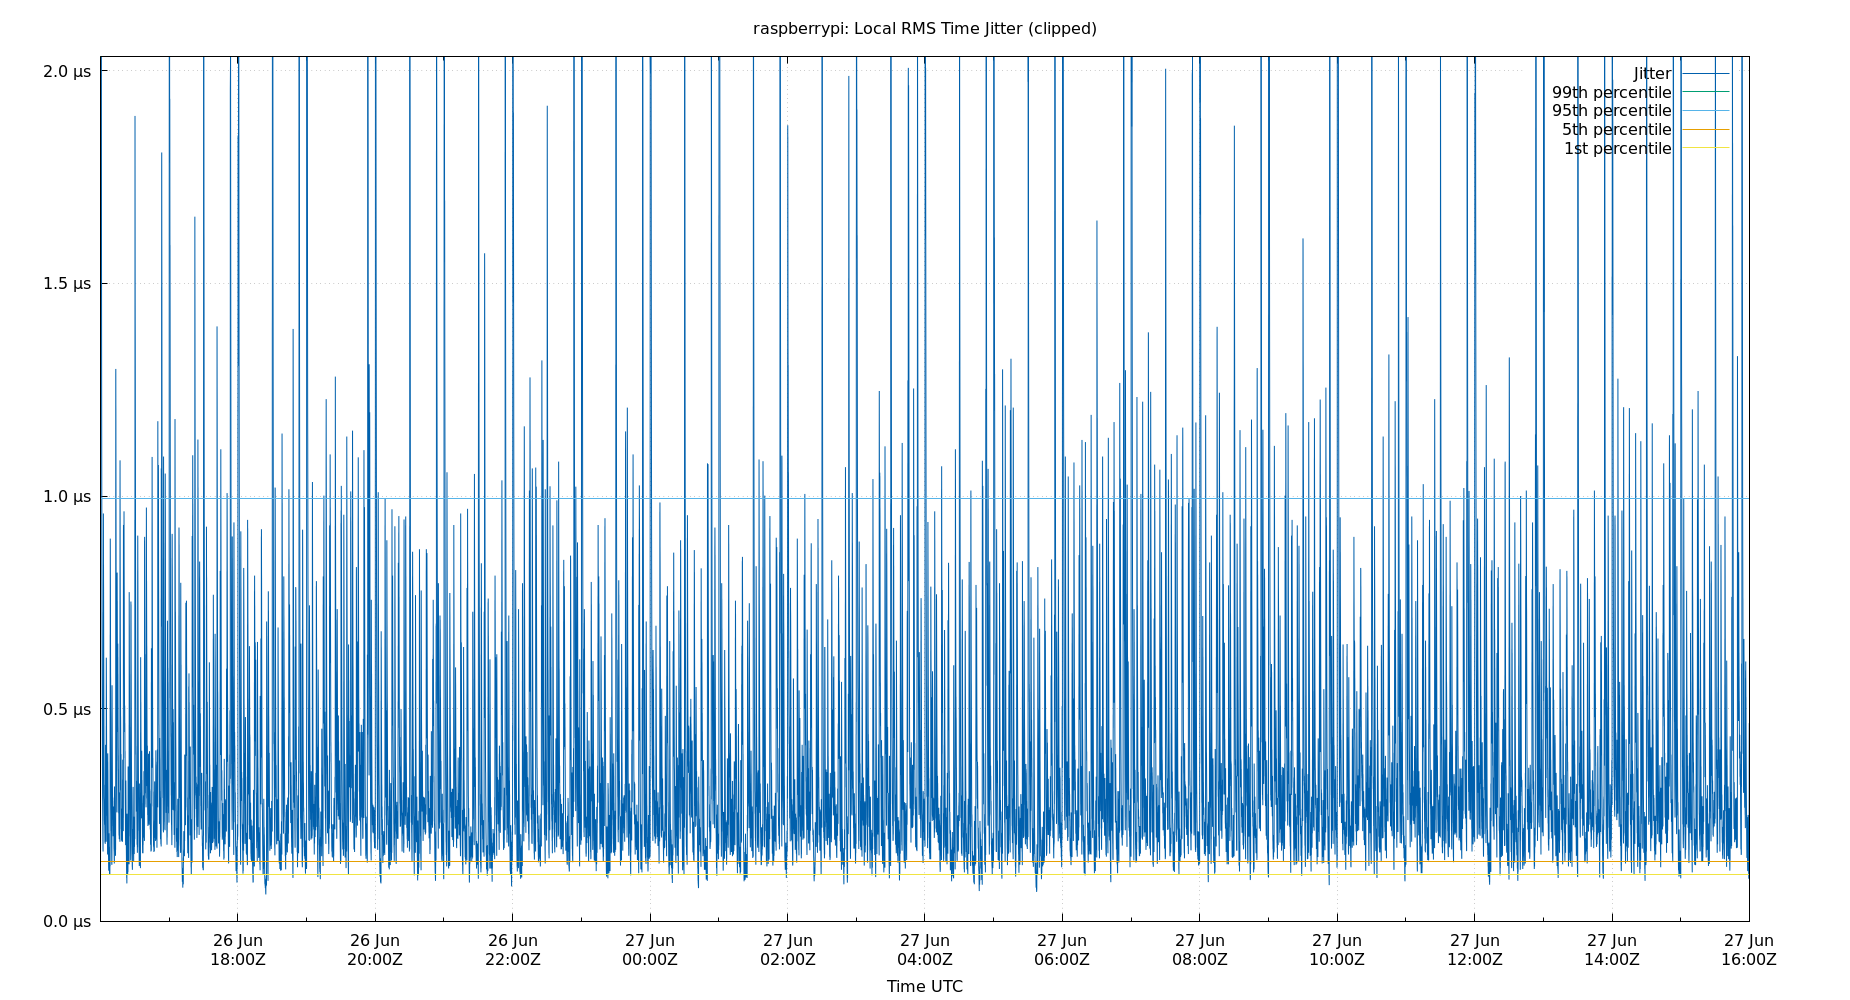 raspberrypi: Local RMS Time Jitter (clipped)
2.0 µs
1.5 µs
1.0 µs
0.5 µs
0.0 µs
Jitter
99th percentile
95th percentile
5th percentile
1st percentile
26 Jun 26 Jun 26 Jun 27 Jun 27 Jun 27 Jun 27 Jun 27 Jun 27 Jun 27 Jun 27 Jun 27 Jun
18:00Z 20:00Z 22:00Z 00:00Z 02:00Z 04:00Z 06:00Z 08:00Z 10:00Z 12:00Z 14:00Z 16:00Z
Time UTC